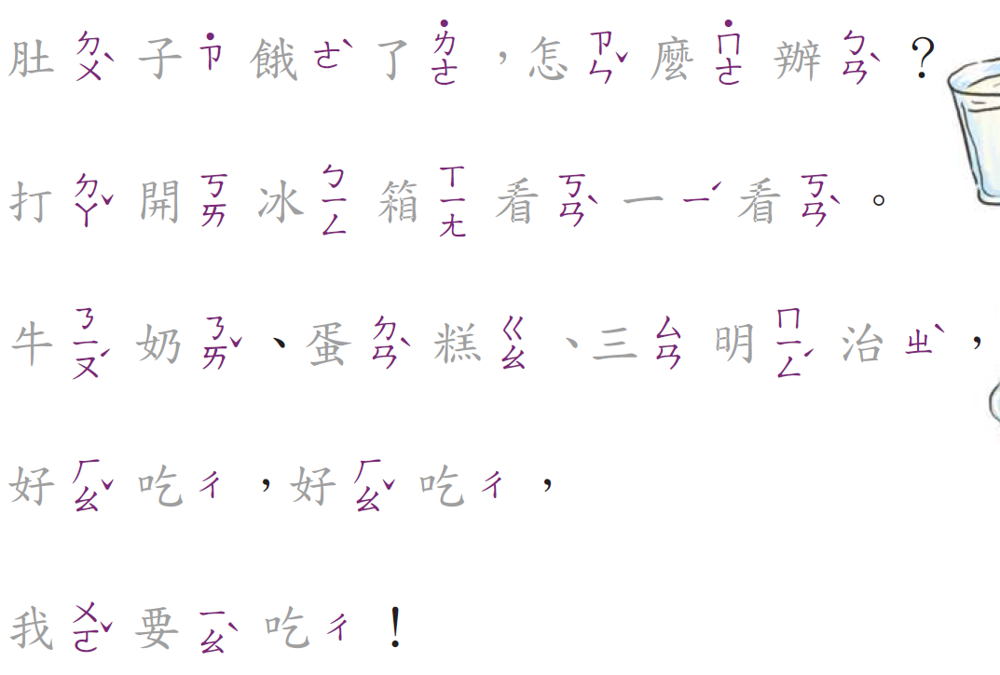 肚ㄉㄨˋ子˙ㄗ餓ㄜˋ了˙ㄌㄜ，怎ㄗㄣˇ麼˙ㄇㄜ辦ㄅㄢˋ？
打ㄉㄚˇ開ㄎㄞ冰ㄅㄧㄥ箱ㄒㄧㄤ看ㄎㄢˋ一ㄧˊ看ㄎㄢˋ。
牛ㄋㄧㄡˊ奶ㄋㄞˇ、蛋ㄉㄢˋ糕ㄍㄠ、三ㄙㄢ明ㄇㄧㄥˊ治ㄓˋ，
好ㄏㄠˇ吃ㄔ，好ㄏㄠˇ吃ㄔ，
我ㄨㄛˇ要ㄧㄠˋ吃ㄔ！